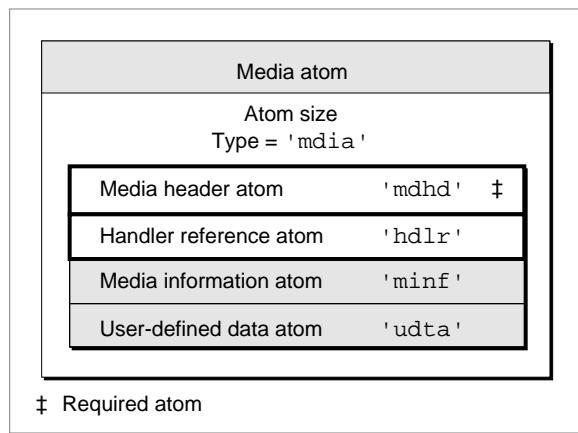 Media atom
Atom size
Type = 'mdia'
Media header atom 'mdhd' ‡
Handler reference atom 'hdlr'
Media information atom 'minf'
User-defined data atom 'udta'
‡ Required atom